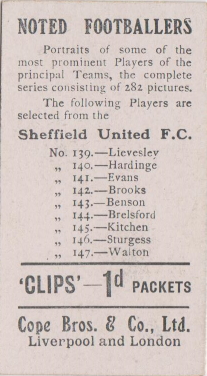 NOTED FOOTBALLERS
Portraits of some of the
most prominent Players of the
principal Teams, the complete
series consisting of 282 pictures.
The following Players are
selected from the
Sheffield United F.C.
No. 139.—Lievesley
„ 140.—Hardinge
„ 141.—Evans
„ 142.—Brooks
„ 143.—Benson
„ 144.—Brelsford
„ 145.—Kitchen
„ 146.—Sturgess
„ 147.—Walton
'CLIPS'—1d PACKETS
Cope Bros. & Co., Ltd.
Liverpool and London